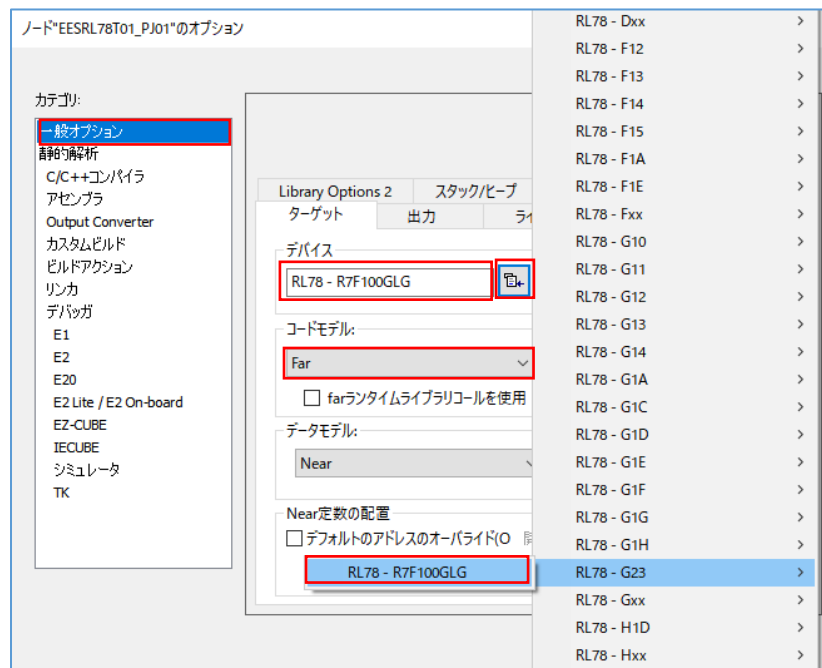 ノード"EESRL78T01_PJ01"のオプション
カテゴリ:
一般オプション
静的解析
C/C++コンパイラ
アセンブラ
Output Converter
カスタムビルド
ビルドアクション
リンカ
デバッガ
E1
E2
E20
E2 Lite / E2 On-board
EZ-CUBE
IECUBE
シミュレータ
TK
Library Options 2
スタック/ヒープ
ターゲット
出力
ライ
デバイス
RL78 - R7F100GLG
コードモデル:
Far
farランタイムライブラリコールを使用
データモデル:
Near
Near定数の配置
デフォルトのアドレスのオーバライド(O
RL78 - R7F100GLG
RL78 - Dxx
RL78 - F12
RL78 - F13
RL78 - F14
RL78 - F15
RL78 - F1A
RL78 - F1E
RL78 - Fxx
RL78 - G10
RL78 - G11
RL78 - G12
RL78 - G13
RL78 - G14
RL78 - G1A
RL78 - G1C
RL78 - G1D
RL78 - G1E
RL78 - G1F
RL78 - G1G
RL78 - G1H
RL78 - G23
RL78 - Gxx
RL78 - H1D
RL78 - Hxx